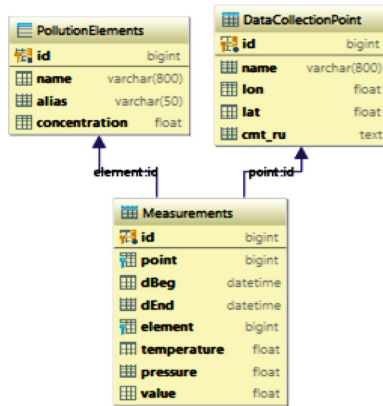 PollutionElements
id bigint
name varchar(800)
alias varchar(50)
concentration float
DataCollectionPoint
id bigint
name varchar(800)
lon float
lat float
cmt_ru text
element:id
point:id
Measurements
id bigint
point bigint
dBeg datetime
dEnd datetime
element bigint
temperature float
pressure float
value float